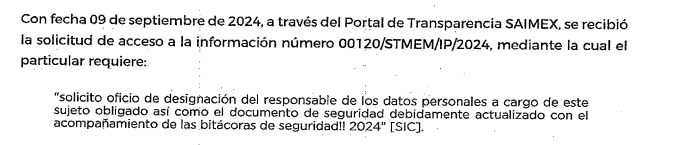 Con fecha 09 de septiembre de 2024, a través del Portal de Transparencia SAIMEX, se recibió
la solicitud de acceso a la información número 00120/STMEM/IP/2024, mediante la cual el
particular requiere:
"solicito oficio de designación del responsable de los datos personales a cargo de este
sujeto obligado así como el documento de seguridad debidamente actualizado con el
acompañamiento de las bitácoras de seguridad!! 2024" [SIC].